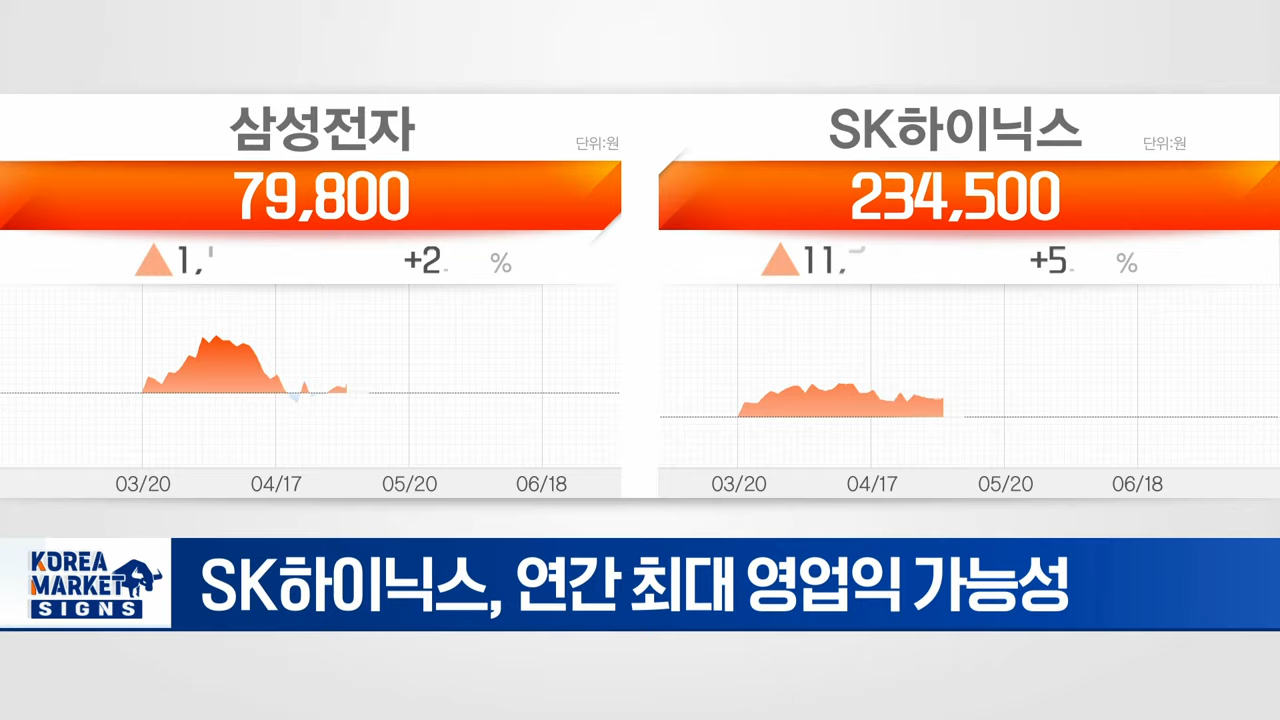 삼성전자
단위:원
79,800
+2 %
03/20 04/17 05/20 06/18
SK하이닉스
단위:원
234,500
+5 %
03/20 04/17 05/20 06/18
KOREA
MARKET
SIGNS
SK하이닉스, 연간 최대 영업익 가능성